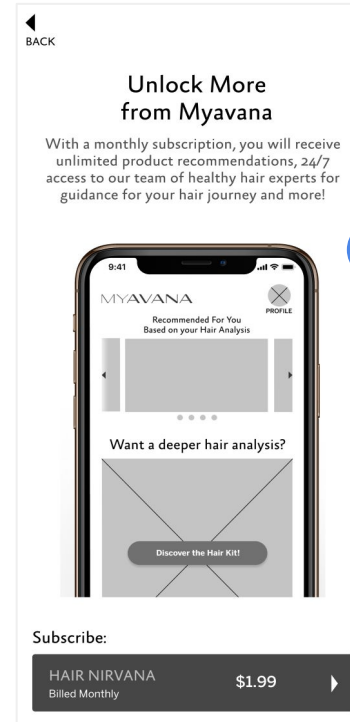 BACK
Unlock More
from Myavana
With a monthly subscription, you will receive
unlimited product recommendations, 24/7
access to our team of healthy hair experts for
guidance for your hair journey and more!
9:41
MYAVANA
PROFILE
Recommended For You
Based on your Hair Analysis
Want a deeper hair analysis?
Discover the Hair Kit!
Subscribe:
HAIR NIRVANA
$1.99
Billed Monthly